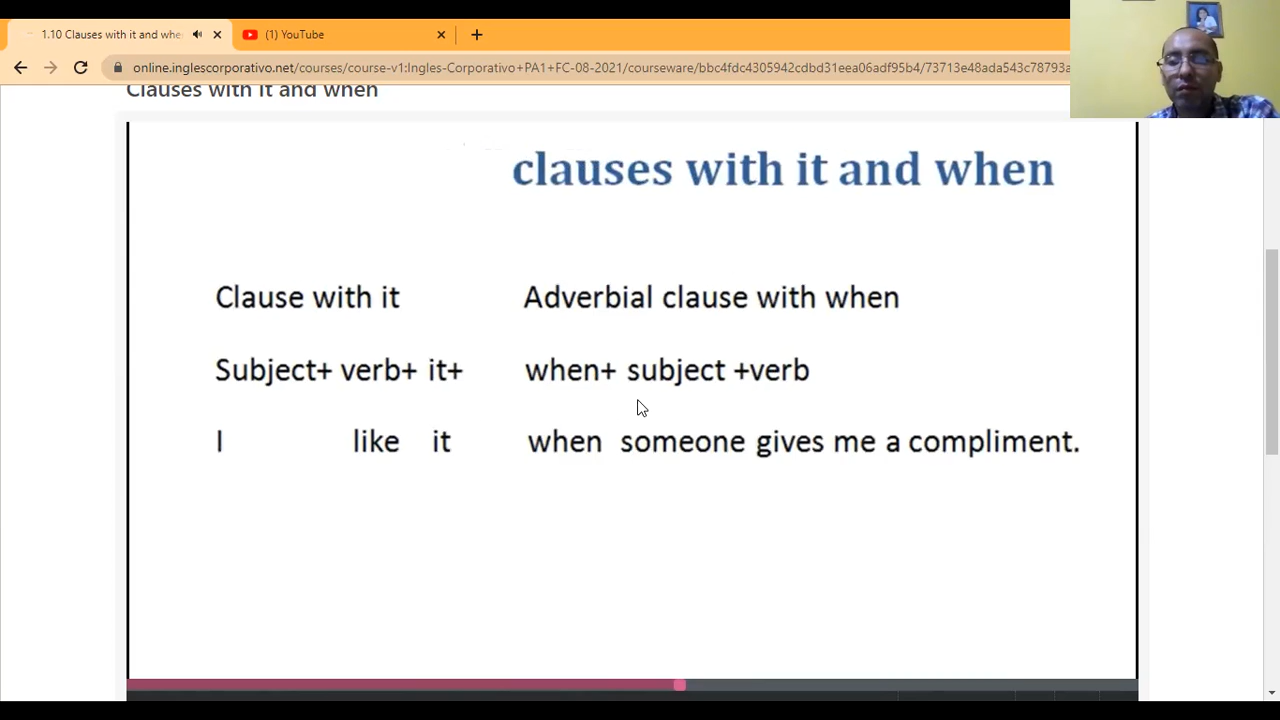 1.10 Clauses with it and whe
(1) YouTube
online.inglescorporativo.net/courses/course-v1:Ingles-Corporativo+PA1+FC-08-2021/courseware/bbc4fdc4305942cdbd31eea06adf95b4/73713e48ada543c78793a
Clauses with it and when
clauses with it and when
Clause with it Adverbial clause with when
Subject+ verb+ it+ when+ subject +verb
I like it when someone gives me a compliment.